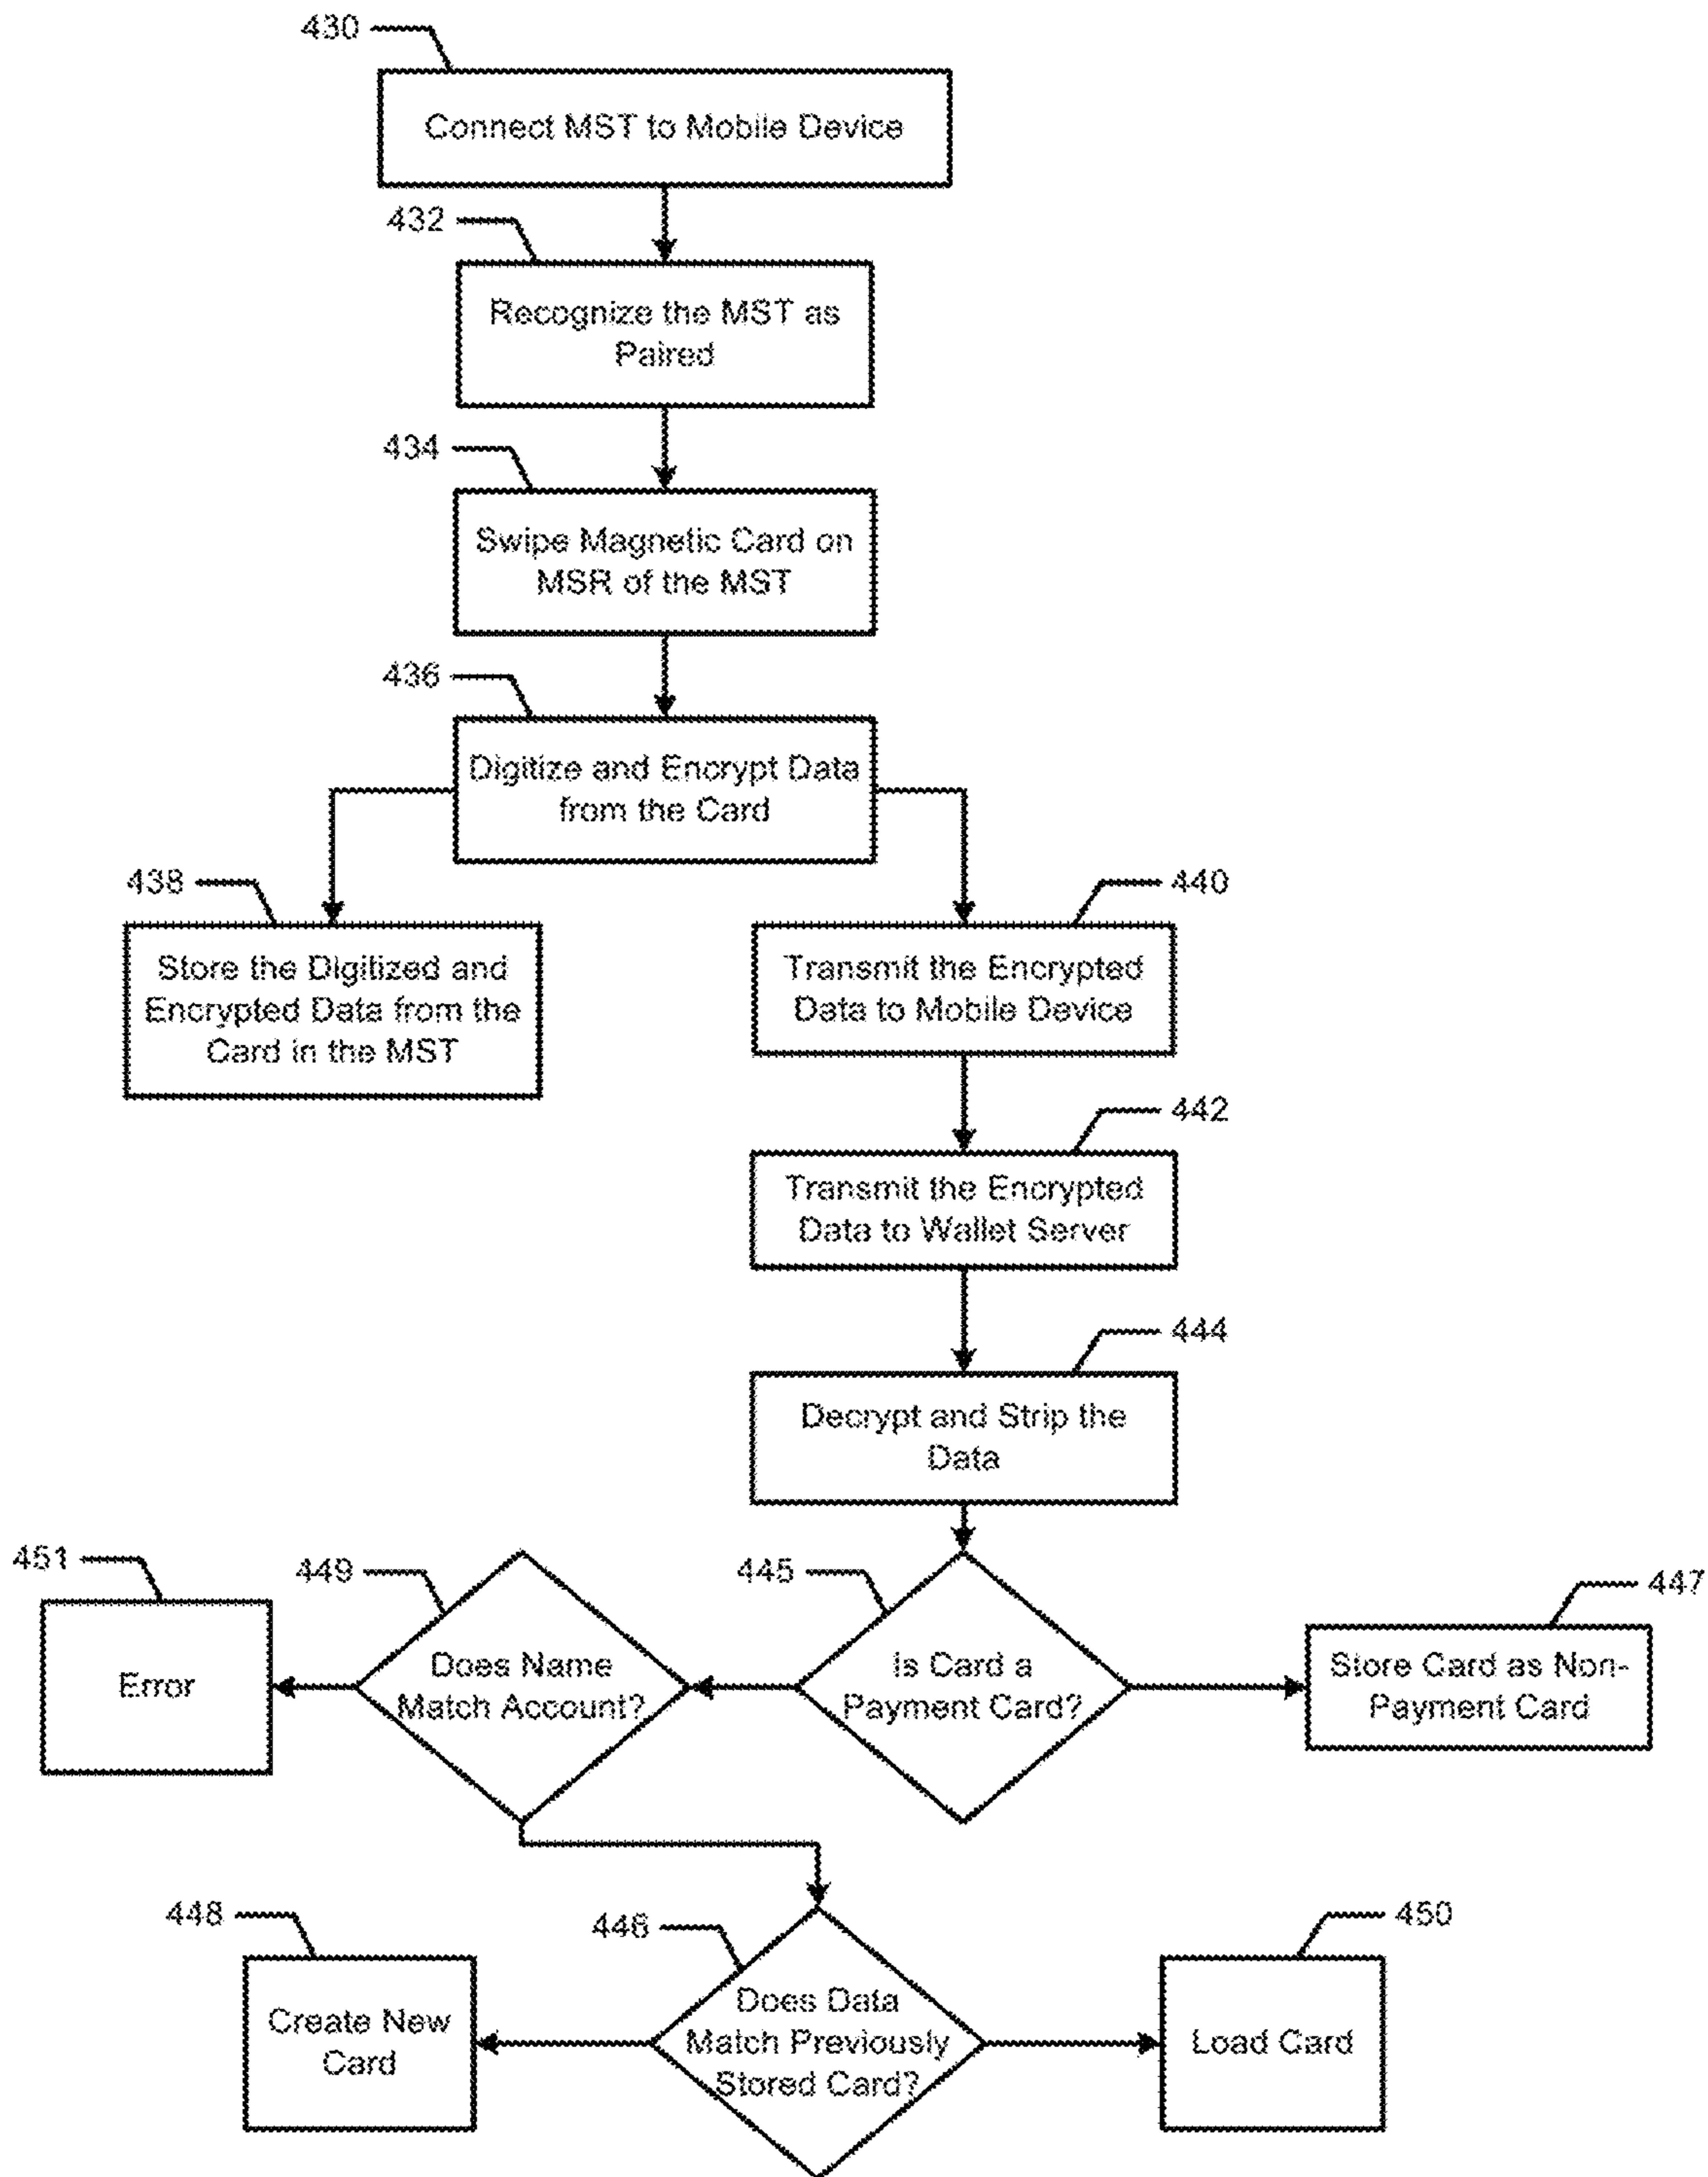 430
Connect MST to Mobile Device
432
Recognize the MST as
Paired
434
Swipe Magnetic Card on
MSR of the MST
436
Digitize and Encrypt Data
from the Card
438
Store the Digitized and
Encrypted Data from the
Card in the MST
440
Transmit the Encrypted
Data to Mobile Device
442
Transmit the Encrypted
Data to Wallet Server
444
Decrypt and Strip the
Data
451
Error
449
Does Name
Match Account?
445
Is Card a
Payment Card?
447
Store Card as Non-
Payment Card
448
Create New
Card
446
Does Data
Match Previously
Stored Card?
450
Load Card